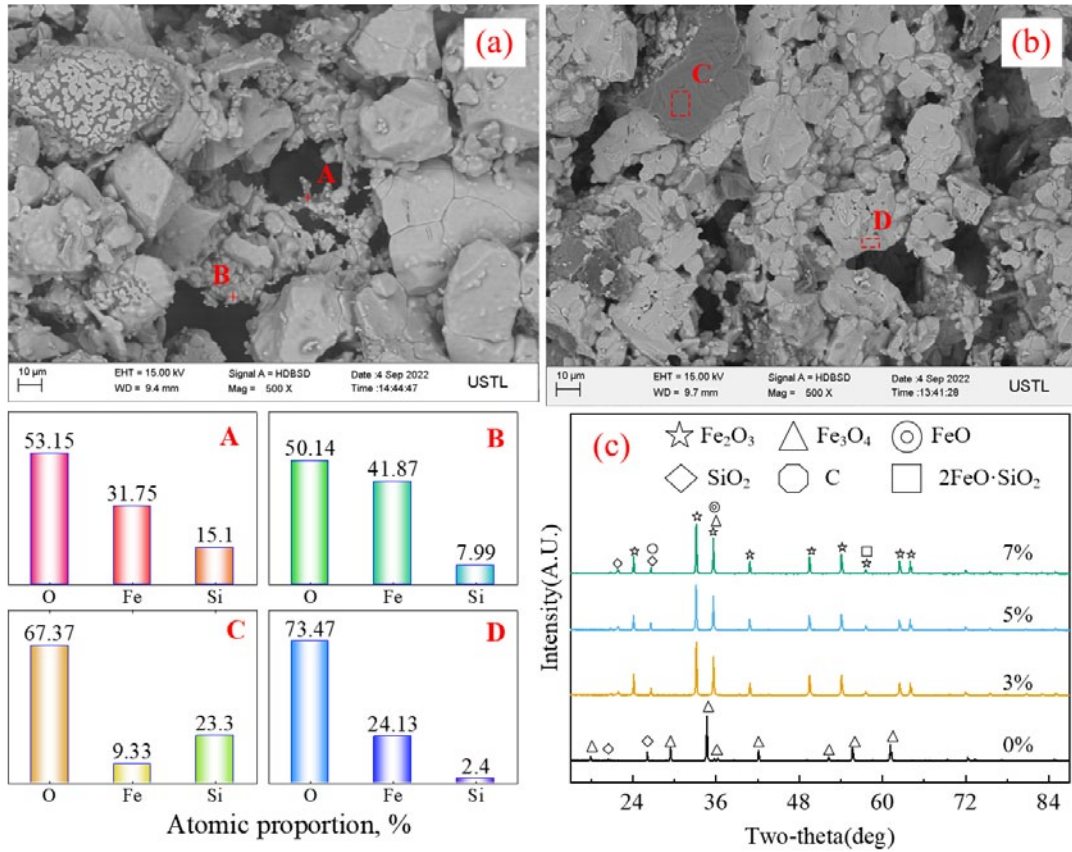 (a)
A
B
10 µm
EHT = 15.00 kV
WD = 9.4 mm
Signal A = HDBSD
Mag = 500 X
Date :4 Sep 2022
Time :14:44:47
USTL
(b)
C
D
10 µm
EHT = 15.00 kV
WD = 9.7 mm
Signal A = HDBSD
Mag = 500 X
Date :4 Sep 2022
Time :13:41:28
USTL
A
53.15
31.75
15.1
O Fe Si
B
50.14
41.87
7.99
O Fe Si
C
67.37
9.33
23.3
O Fe Si
D
73.47
24.13
2.4
O Fe Si
Atomic proportion, %
(c)
Fe₂O₃ Fe₃O₄ FeO
SiO₂ C 2FeO·SiO₂
7%
5%
3%
0%
Intensity(A.U.)
24 36 48 60 72 84
Two-theta(deg)